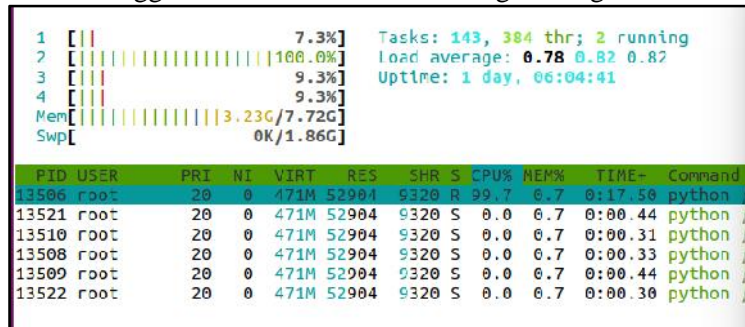 1 [|| 7.3%] Tasks: 143, 384 thr; 2 running
2 [||||||||||||||||||||||100.0%] Load average: 0.78 0.82 0.82
3 [||| 9.3%] Uptime: 1 day, 06:04:41
4 [||| 9.3%]
Mem[|||||||||||||||3.23G/7.72G]
Swp[ 0K/1.86G]
PID USER PRI NI VIRT RES SHR S CPU% MEM% TIME+ Command
13506 root 20 0 471M 52904 9320 R 99.7 0.7 0:17.50 python
13521 root 20 0 471M 52904 9320 S 0.0 0.7 0:00.44 python
13510 root 20 0 471M 52904 9320 S 0.0 0.7 0:00.31 python
13508 root 20 0 471M 52904 9320 S 0.0 0.7 0:00.33 python
13509 root 20 0 471M 52904 9320 S 0.0 0.7 0:00.44 python
13522 root 20 0 471M 52904 9320 S 0.0 0.7 0:00.30 python